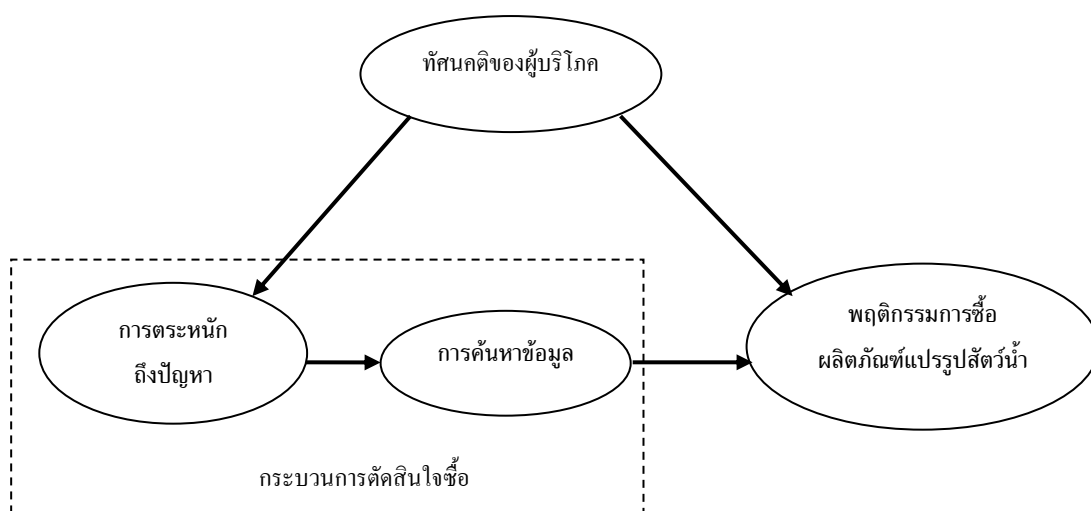 ทัศนคติของผู้บริโภค
การตระหนัก
ถึงปัญหา
การค้นหาข้อมูล
พฤติกรรมการซื้อ
ผลิตภัณฑ์แปรรูปสัตว์น้ำ
กระบวนการตัดสินใจซื้อ